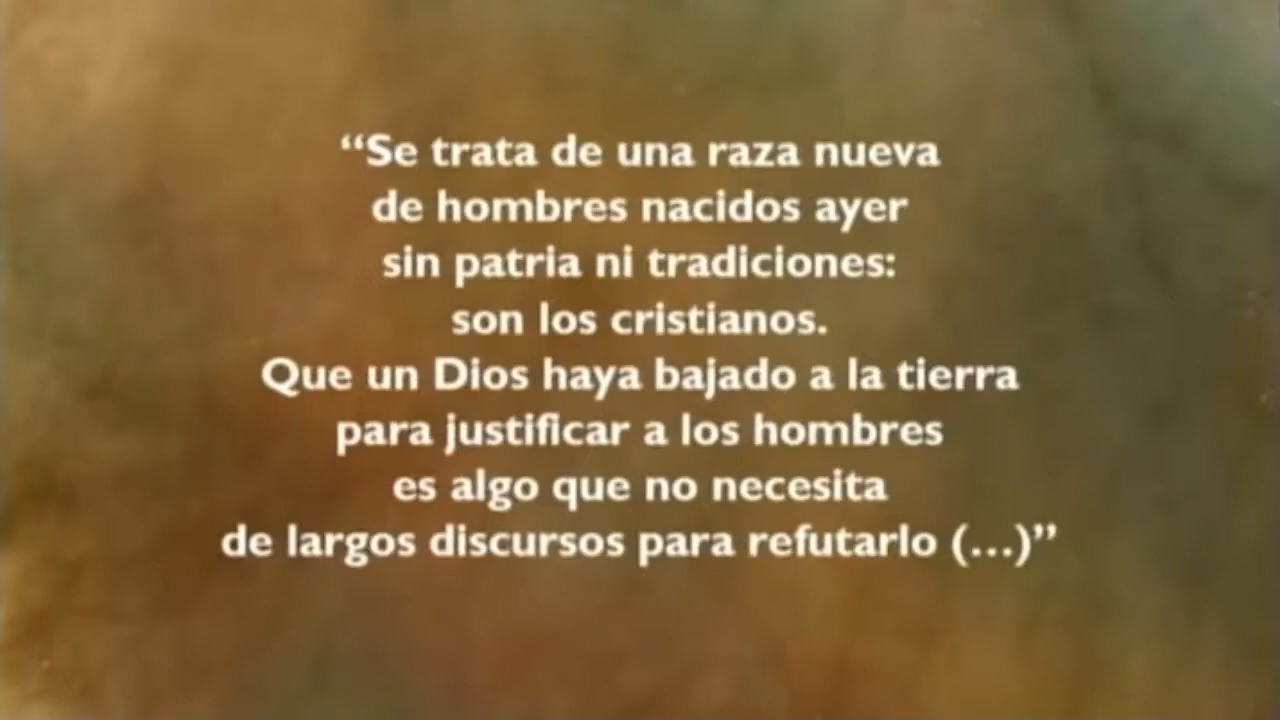 “Se trata de una raza nueva
de hombres nacidos ayer
sin patria ni tradiciones:
son los cristianos.
Que un Dios haya bajado a la tierra
para justificar a los hombres
es algo que no necesita
de largos discursos para refutarlo (...)”